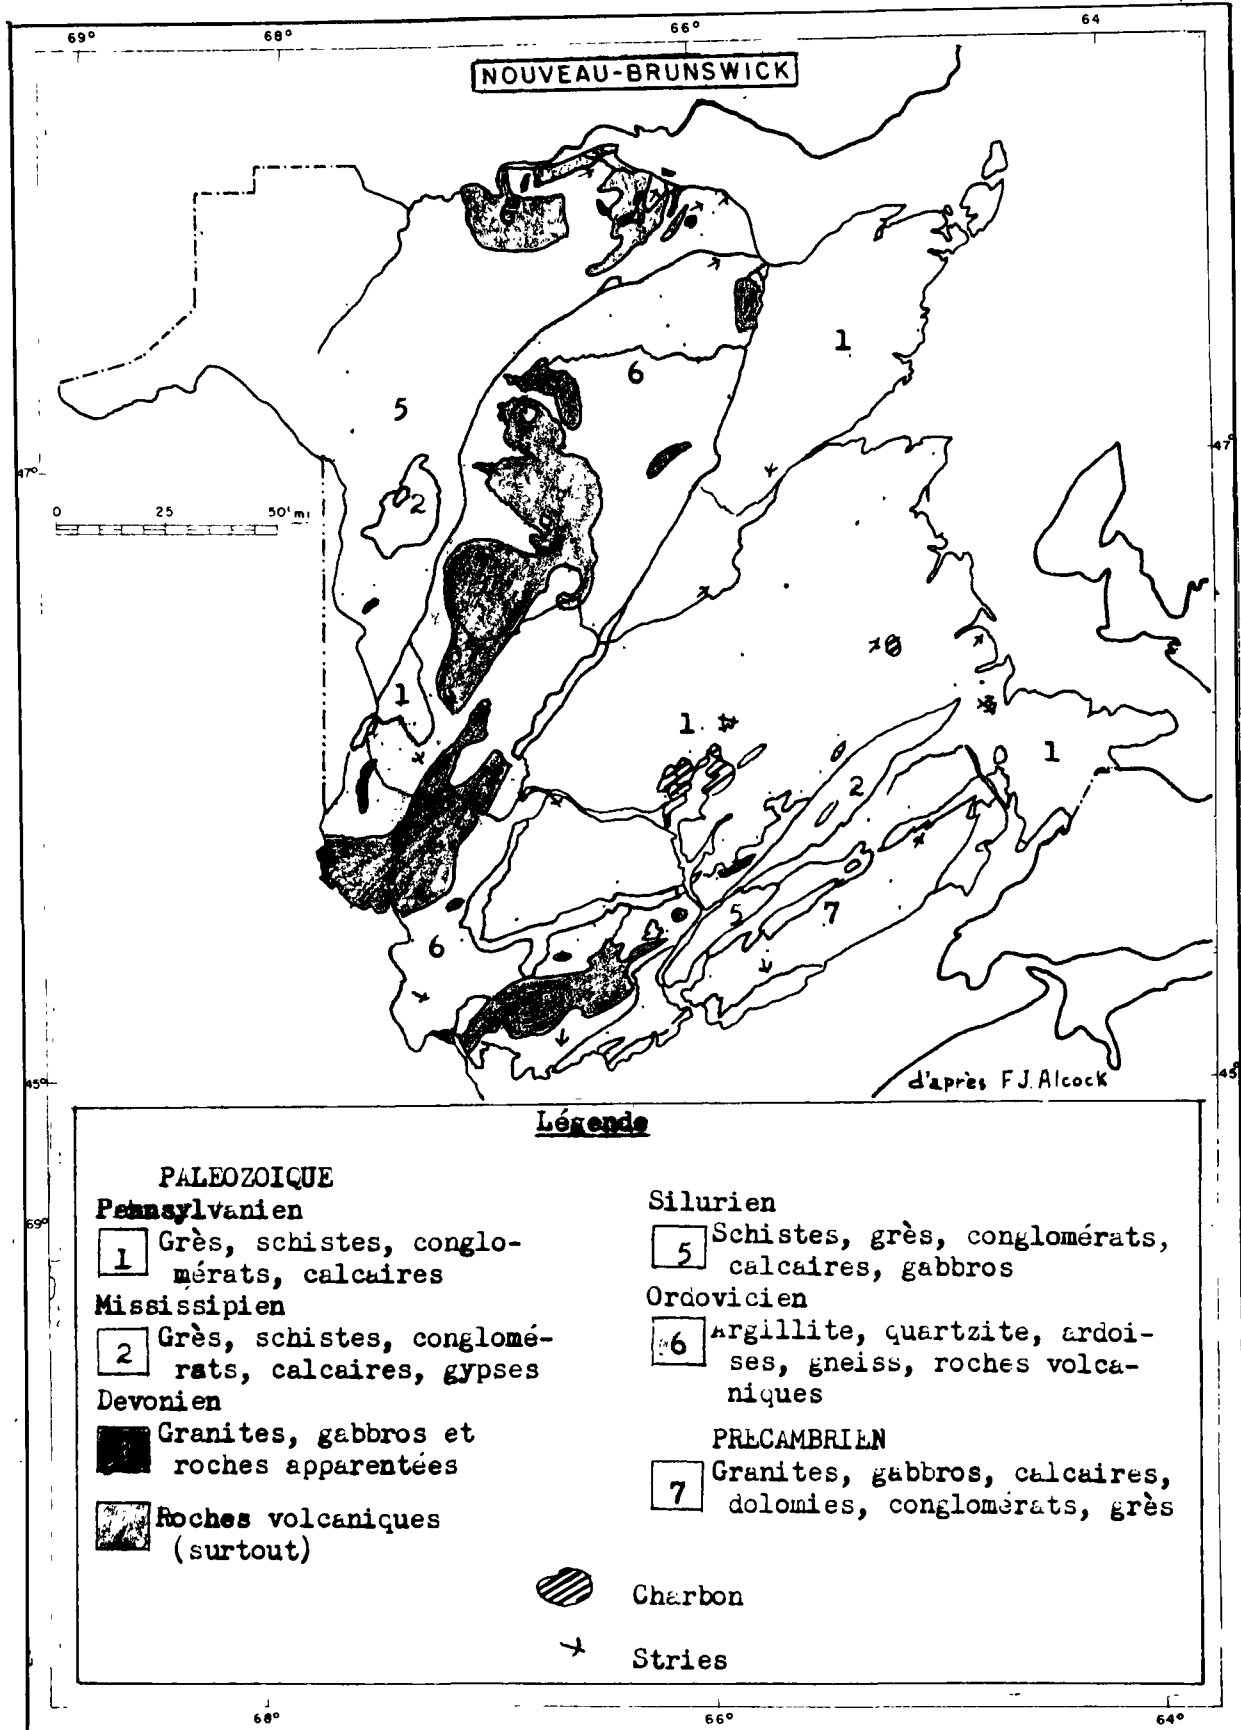 69° 68° 66° 64
NOUVEAU-BRUNSWICK
1
6
5
47° 47°
2
0 25 50 mi
1
1
1
2
5
7
6
d'après F.J. Alcock
45° 45°
Légende
PALEOZOIQUE
Pennsylvanien
1 Grès, schistes, conglo-
mérats, calcaires
Mississipien
2 Grès, schistes, conglomé-
rats, calcaires, gypses
Devonien
Granites, gabbros et
roches apparentées
Roches volcaniques
(surtout)
Silurien
5 Schistes, grès, conglomérats,
calcaires, gabbros
Ordovicien
6 Argillite, quartzite, ardoi-
ses, gneiss, roches volca-
niques
PRECAMBRIEN
7 Granites, gabbros, calcaires,
dolomies, conglomérats, grès
Charbon
Stries
69°
68° 66° 64°